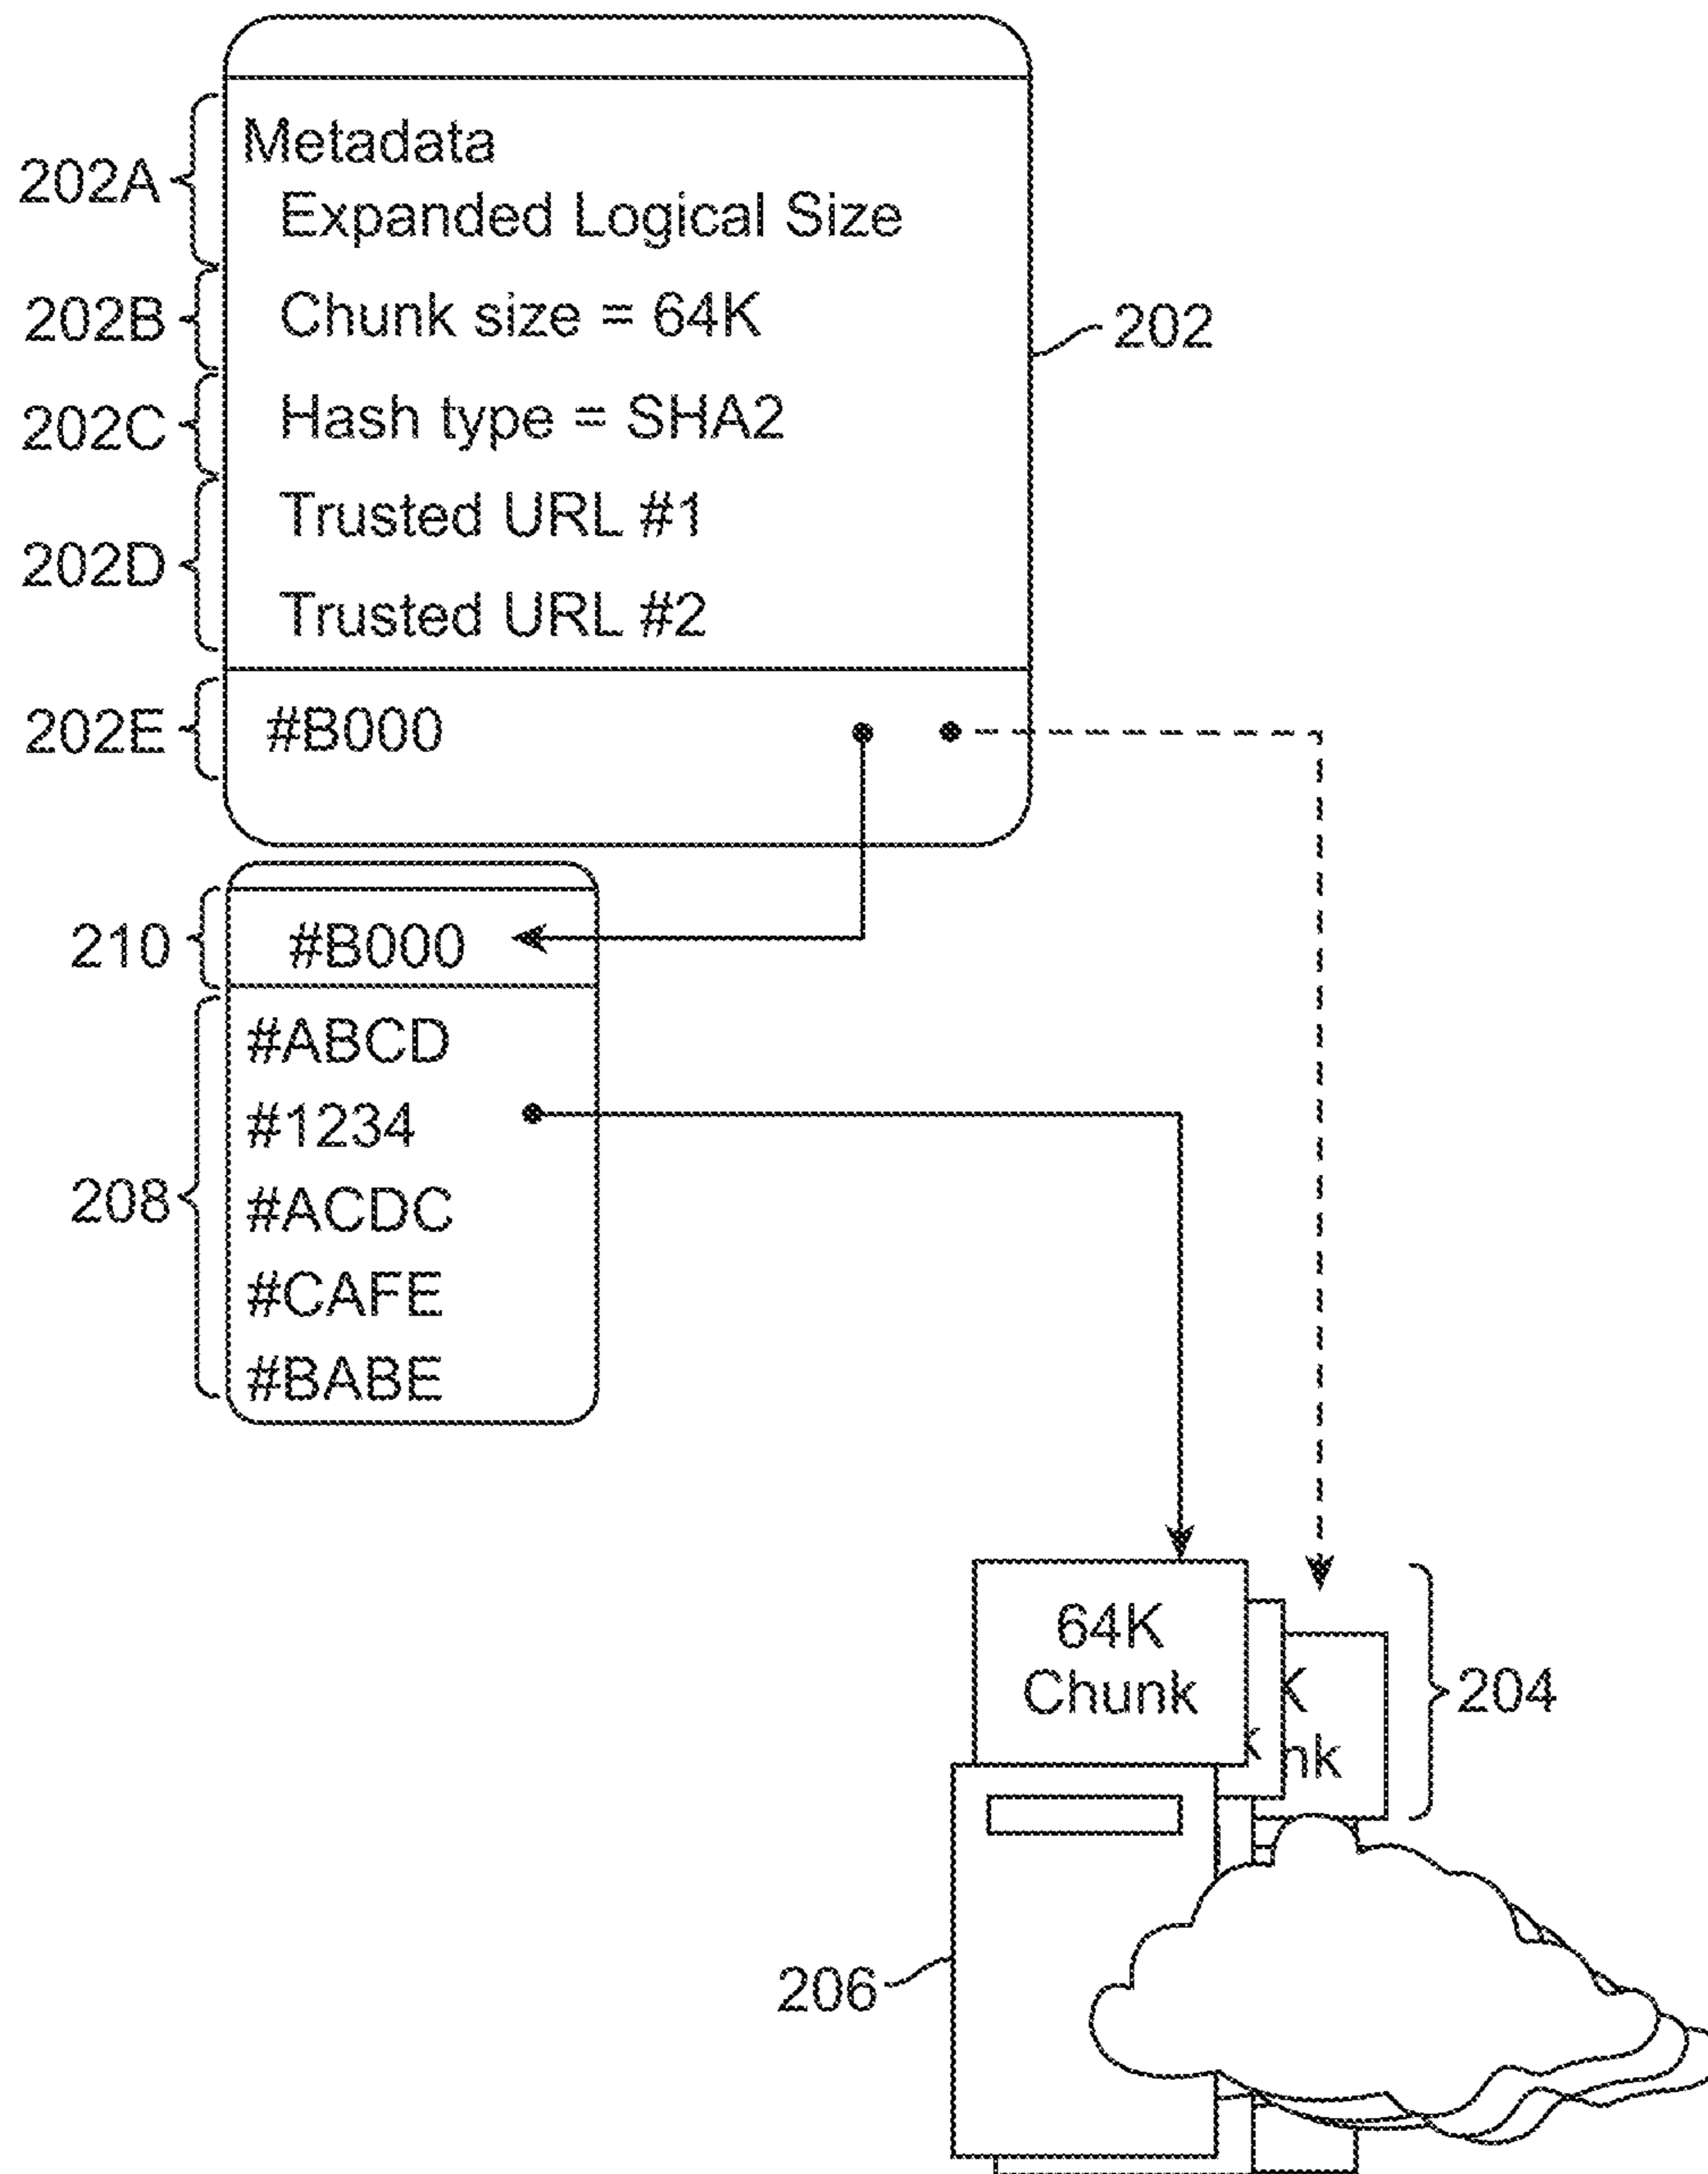 Metadata
202A
Expanded Logical Size
202B
Chunk size = 64K
202
202C
Hash type = SHA2
Trusted URL #1
202D
Trusted URL #2
202E
#B000
210
#B000
#ABCD
#1234
208
#ACDC
#CAFE
#BABE
64K
Chunk
K
nk
204
206